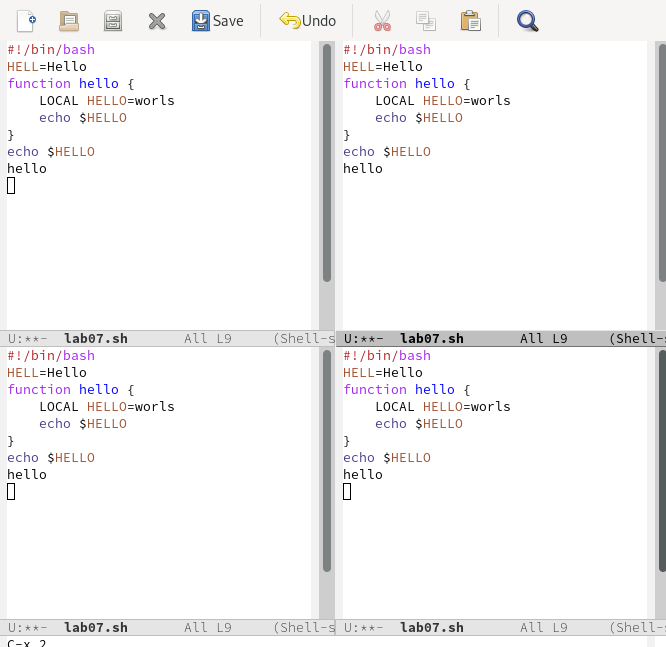 Save Undo
#!/bin/bash
HELL=Hello
function hello {
    LOCAL HELLO=worls
    echo $HELLO
}
echo $HELLO
hello
U:**-  lab07.sh       All L9     (Shell-s
#!/bin/bash
HELL=Hello
function hello {
    LOCAL HELLO=worls
    echo $HELLO
}
echo $HELLO
hello
U:**-  lab07.sh       All L9     (Shell-s
#!/bin/bash
HELL=Hello
function hello {
    LOCAL HELLO=worls
    echo $HELLO
}
echo $HELLO
hello
U:**-  lab07.sh       All L9     (Shell-s
#!/bin/bash
HELL=Hello
function hello {
    LOCAL HELLO=worls
    echo $HELLO
}
echo $HELLO
hello
U:**-  lab07.sh       All L9     (Shell-s
C-x 2